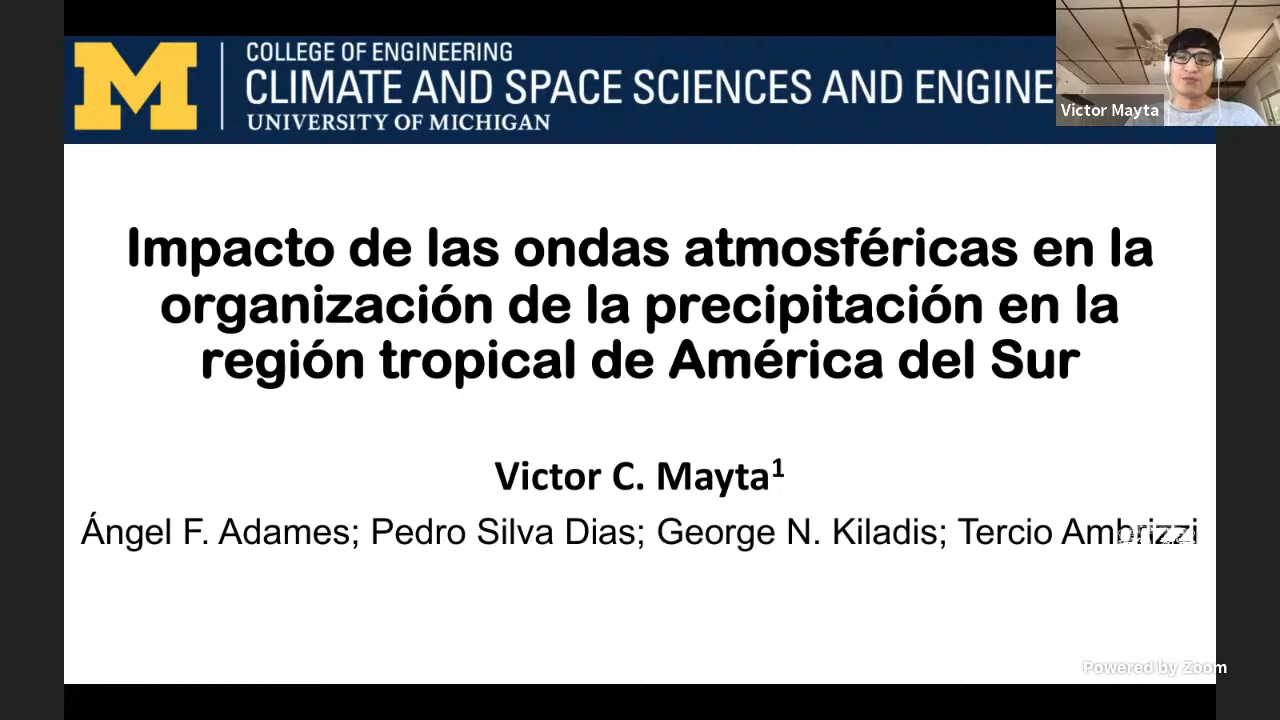 M
COLLEGE OF ENGINEERING
CLIMATE AND SPACE SCIENCES AND ENGINE
UNIVERSITY OF MICHIGAN
Victor Mayta
Impacto de las ondas atmosféricas en la
organización de la precipitación en la
región tropical de América del Sur
Victor C. Mayta¹
Ángel F. Adames; Pedro Silva Dias; George N. Kiladis; Tercio Ambrizzi
Powered by Zoom